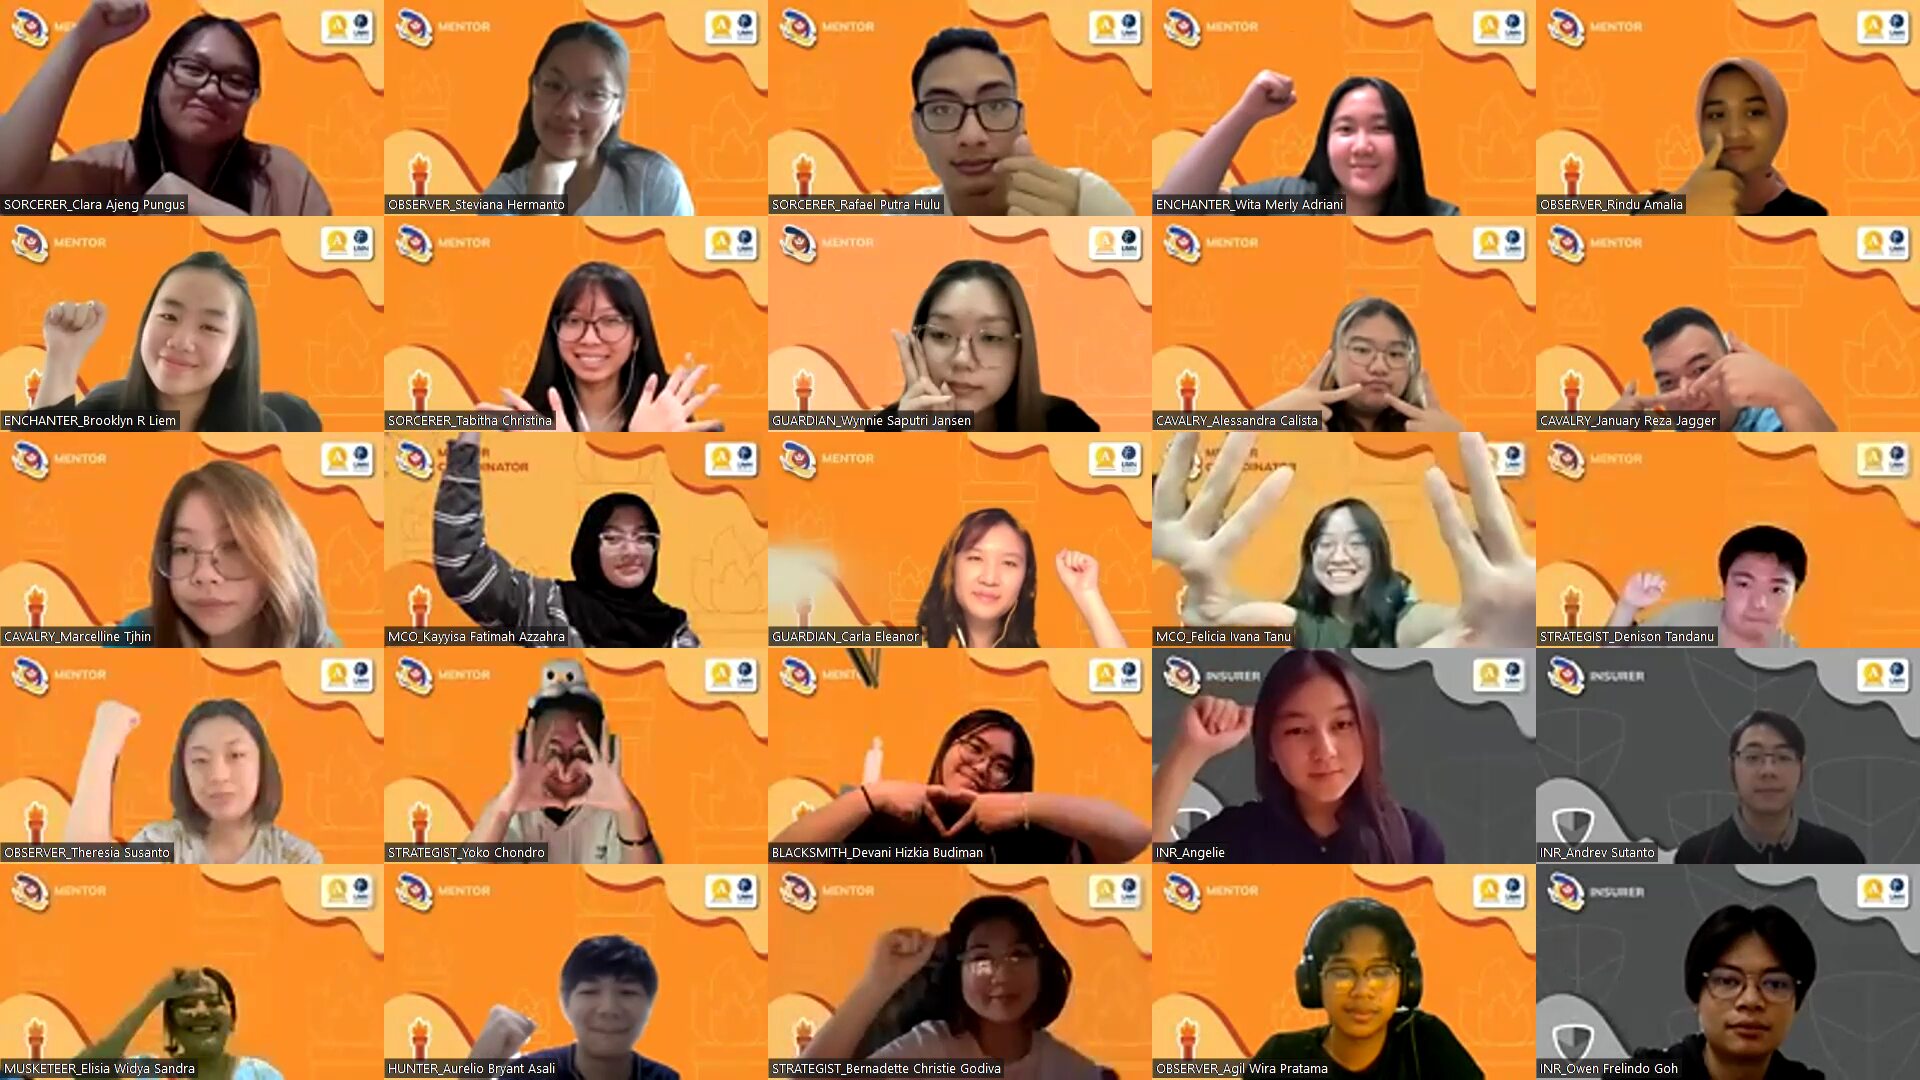 MENTOR
SORCERER_Clara Ajeng Pungus
MENTOR
OBSERVER_Steviana Hermanto
MENTOR
SORCERER_Rafael Putra Hulu
MENTOR
ENCHANTER_Wita Merly Adriani
MENTOR
OBSERVER_Rindu Amalia
MENTOR
ENCHANTER_Brooklyn R Liem
MENTOR
SORCERER_Tabitha Christina
MENTOR
GUARDIAN_Wynnie Saputri Jansen
MENTOR
CAVALRY_Alessandra Calista
MENTOR
CAVALRY_January Reza Jagger
MENTOR
CAVALRY_Marcelline Tjhin
MCO_Kayyisa Fatimah Azzahra
MENTOR
GUARDIAN_Carla Eleanor
MCO_Felicia Ivana Tanu
MENTOR
STRATEGIST_Denison Tandanu
MENTOR
OBSERVER_Theresia Susanto
MENTOR
STRATEGIST_Yoko Chondro
MENTOR
BLACKSMITH_Devani Hizkia Budiman
INSURER
INR_Angelie
INSURER
INR_Andrev Sutanto
MENTOR
MUSKETEER_Elisia Widya Sandra
MENTOR
HUNTER_Aurelio Bryant Asali
MENTOR
STRATEGIST_Bernadette Christie Godiva
MENTOR
OBSERVER_Agil Wira Pratama
INSURER
INR_Owen Frelindo Goh